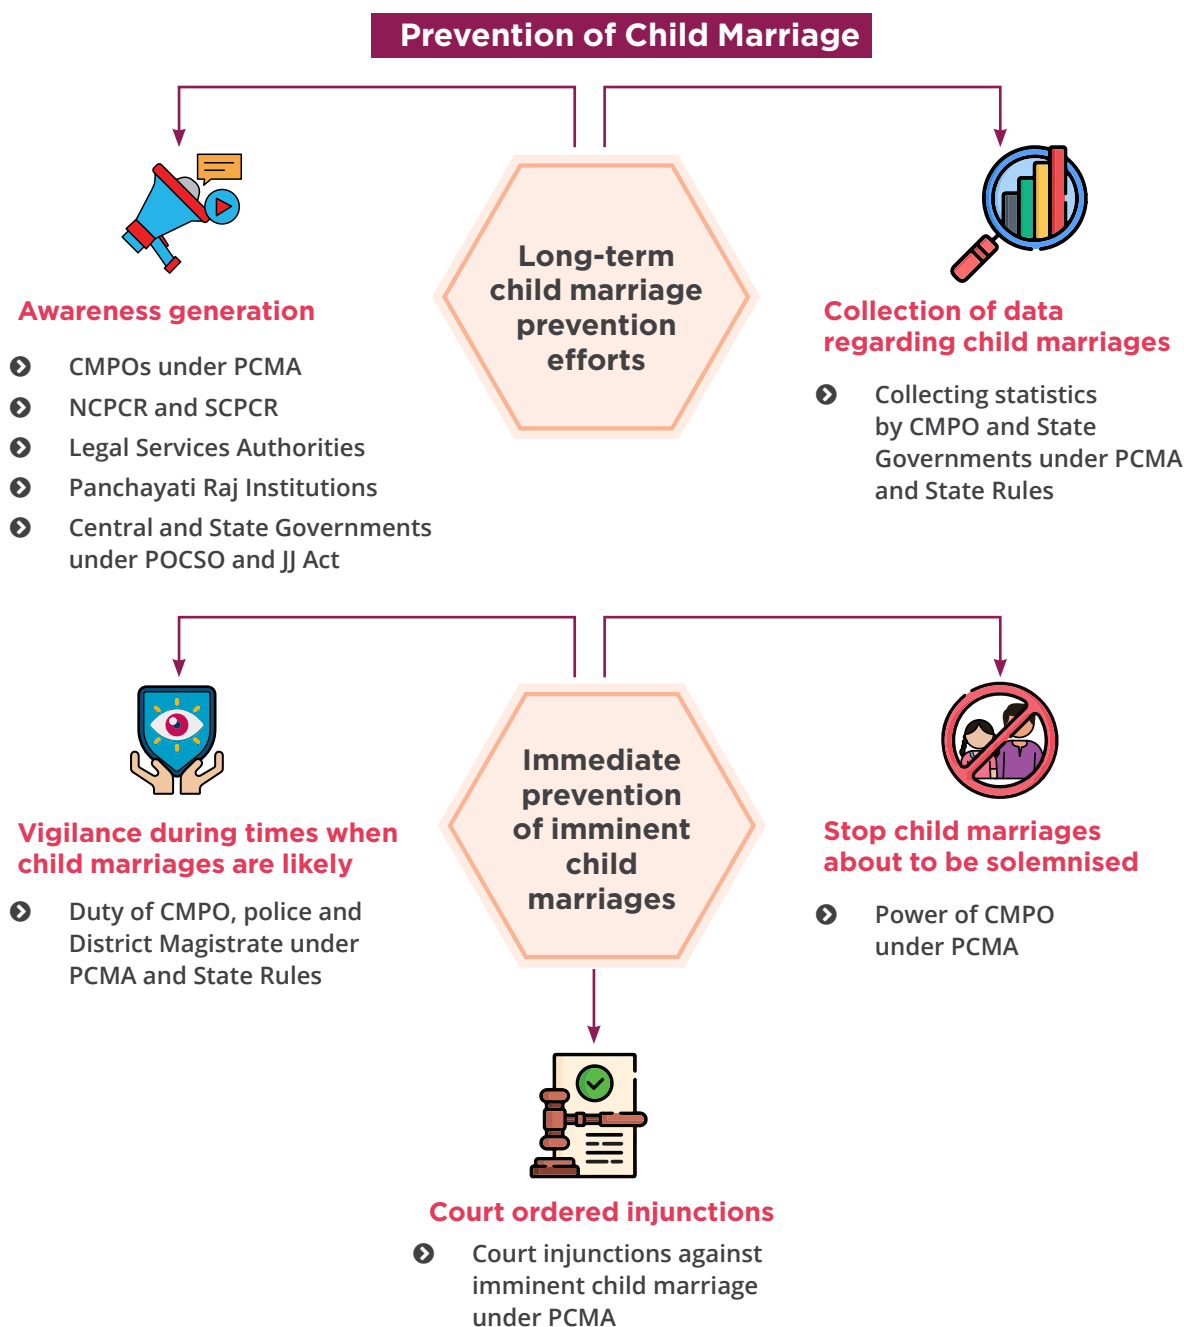 Prevention of Child Marriage
Long-term
child marriage
prevention
efforts
Awareness generation
CMPOs under PCMA
NCPCR and SCPCR
Legal Services Authorities
Panchayati Raj Institutions
Central and State Governments
under POCSO and JJ Act
Collection of data
regarding child marriages
Collecting statistics
by CMPO and State
Governments under PCMA
and State Rules
Immediate
prevention
of imminent
child
marriages
Vigilance during times when
child marriages are likely
Duty of CMPO, police and
District Magistrate under
PCMA and State Rules
Stop child marriages
about to be solemnised
Power of CMPO
under PCMA
Court ordered injunctions
Court injunctions against
imminent child marriage
under PCMA